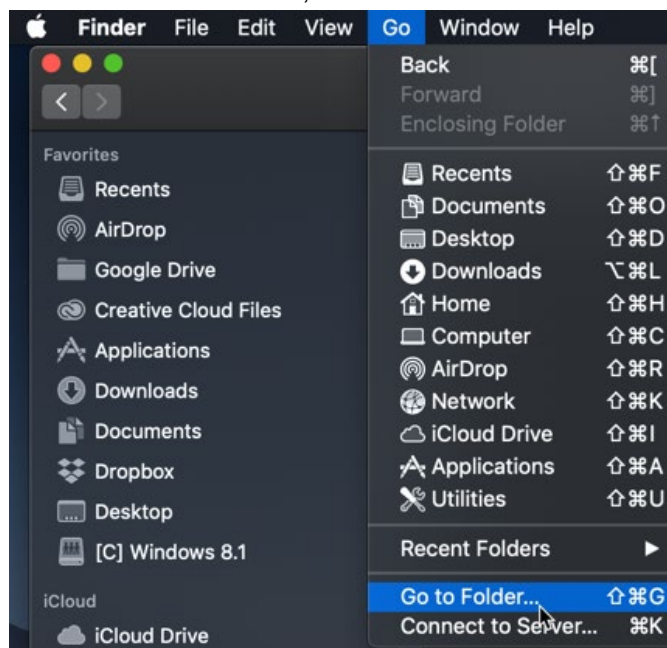 Finder File Edit View Go Window Help
Favorites
Recents
AirDrop
Google Drive
Creative Cloud Files
Applications
Downloads
Documents
Dropbox
Desktop
[C] Windows 8.1
iCloud
iCloud Drive
Back ⌘[
Forward ⌘]
Enclosing Folder ⌘↑
Recents ⇧⌘F
Documents ⇧⌘O
Desktop ⇧⌘D
Downloads ⌥⌘L
Home ⇧⌘H
Computer ⇧⌘C
AirDrop ⇧⌘R
Network ⇧⌘K
iCloud Drive ⇧⌘I
Applications ⇧⌘A
Utilities ⇧⌘U
Recent Folders ▶
Go to Folder... ⇧⌘G
Connect to Server... ⌘K